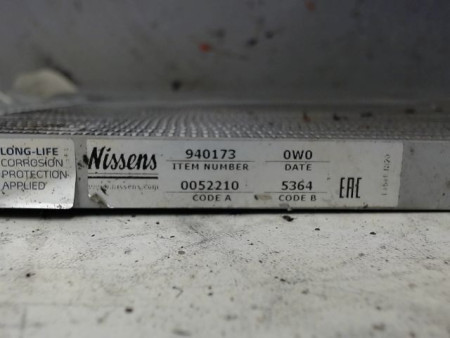 LONG-LIFE
CORROSION
PROTECTION
APPLIED
Nissens
940173
ITEM NUMBER
0W0
DATE
0052210
CODE A
5364
CODE B
EAC